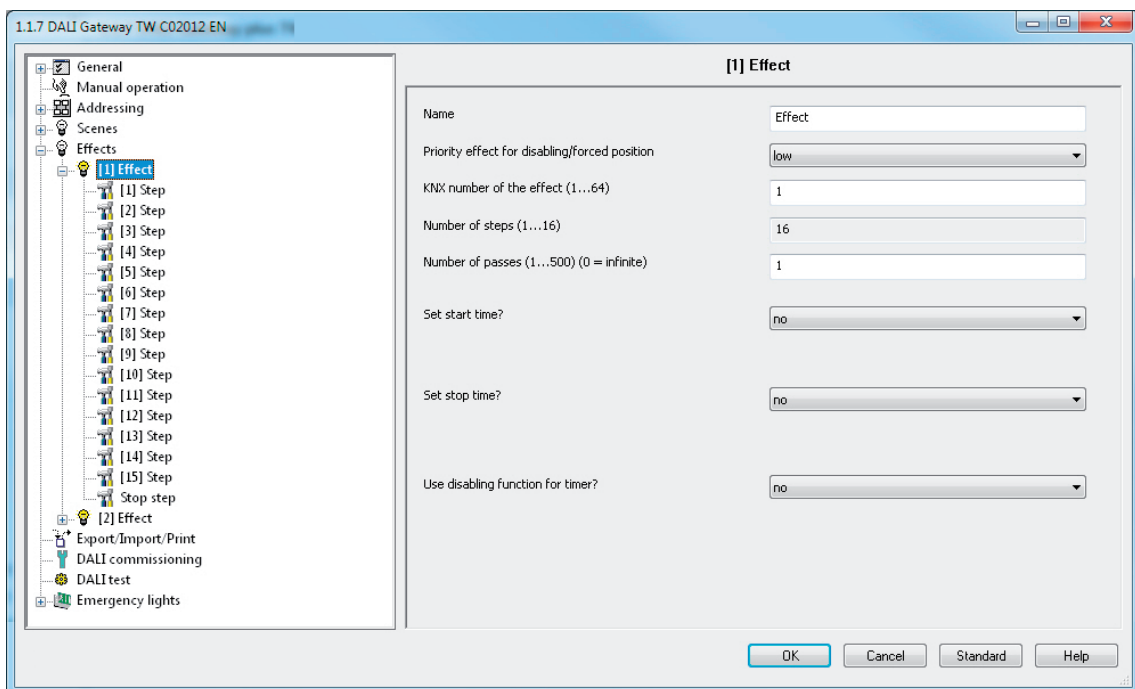 1.1.7 DALI Gateway TW C02012 EN
General
Manual operation
Addressing
Scenes
Effects
[1] Effect
[1] Step
[2] Step
[3] Step
[4] Step
[5] Step
[6] Step
[7] Step
[8] Step
[9] Step
[10] Step
[11] Step
[12] Step
[13] Step
[14] Step
[15] Step
Stop step
[2] Effect
Export/Import/Print
DALI commissioning
DALI test
Emergency lights
[1] Effect
Name Effect
Priority effect for disabling/forced position low
KNX number of the effect (1...64) 1
Number of steps (1...16) 16
Number of passes (1...500) (0 = infinite) 1
Set start time? no
Set stop time? no
Use disabling function for timer? no
OK Cancel Standard Help